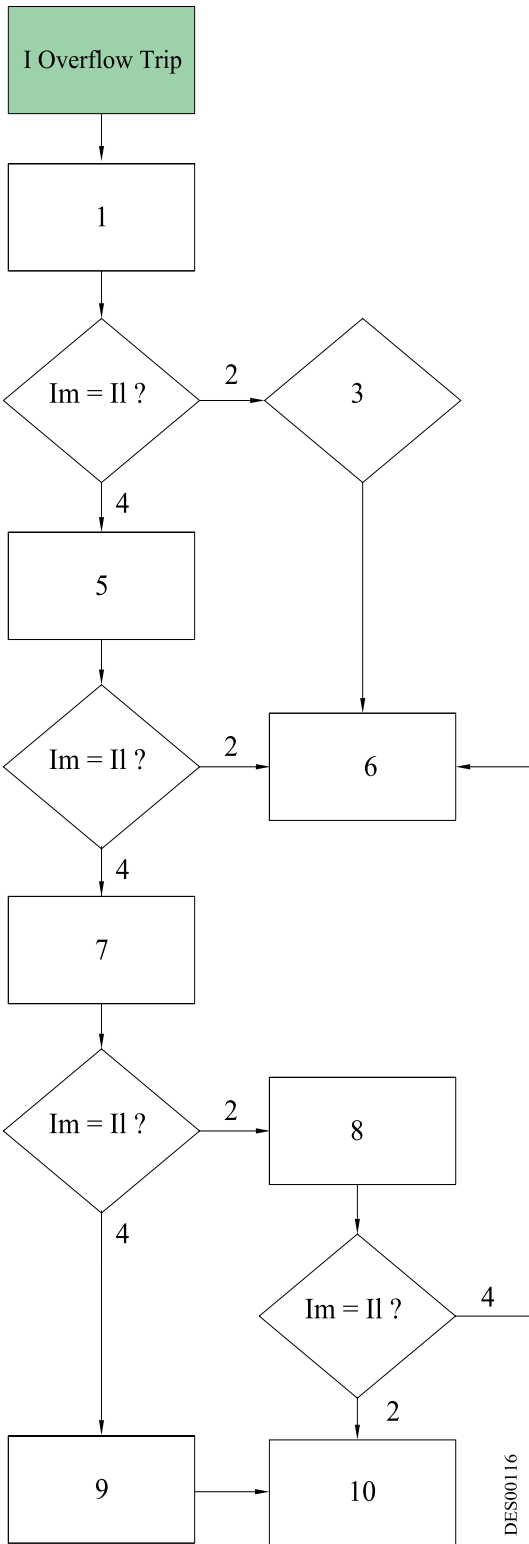 I Overflow Trip
1
Im = Il ?
2
3
4
5
Im = Il ?
2
6
4
7
Im = Il ?
2
8
4
Im = Il ?
4
2
9
10
DES00116